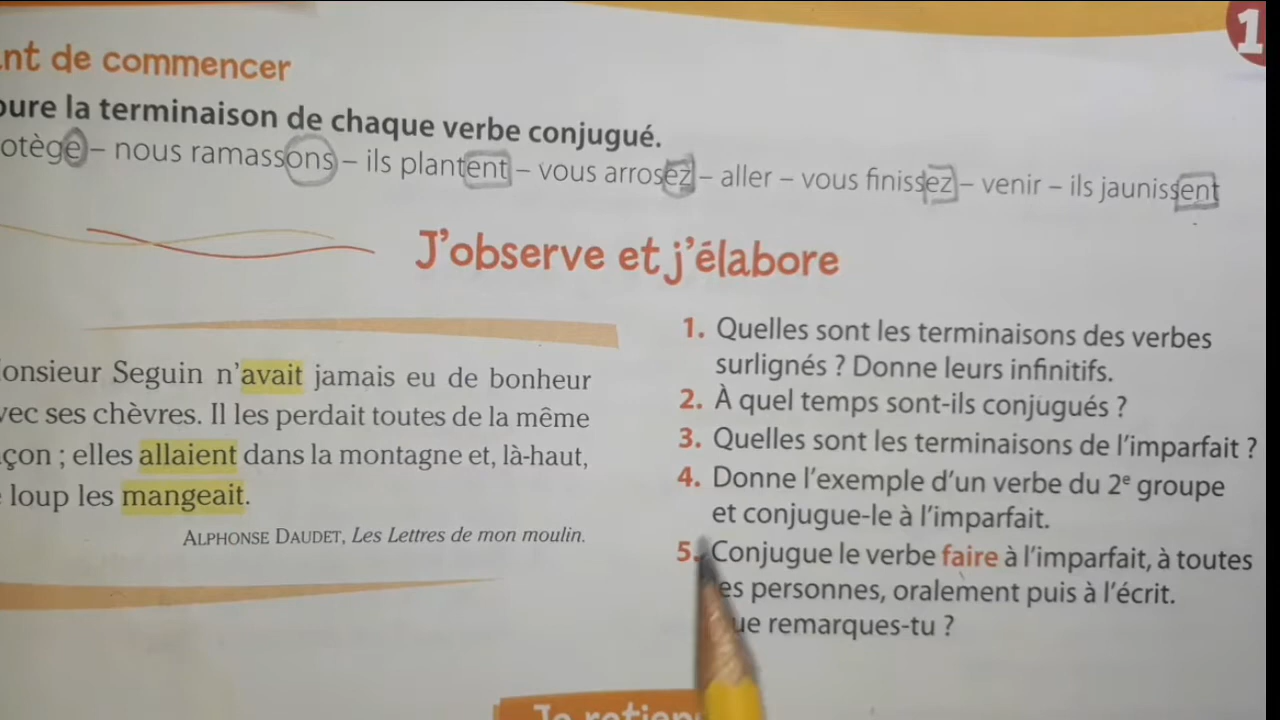 1
nt de commencer
oure la terminaison de chaque verbe conjugué.
otège – nous ramassons – ils plantent – vous arrosez – aller – vous finissez – venir – ils jaunissent
J'observe et j'élabore
onsieur Seguin n'avait jamais eu de bonheur
vec ses chèvres. Il les perdait toutes de la même
çon ; elles allaient dans la montagne et, là-haut,
loup les mangeait.
ALPHONSE DAUDET, Les Lettres de mon moulin.
1. Quelles sont les terminaisons des verbes
surlignés ? Donne leurs infinitifs.
2. À quel temps sont-ils conjugués ?
3. Quelles sont les terminaisons de l'imparfait ?
4. Donne l'exemple d'un verbe du 2e groupe
et conjugue-le à l'imparfait.
5. Conjugue le verbe faire à l'imparfait, à toutes
es personnes, oralement puis à l'écrit.
ue remarques-tu ?
Je retien